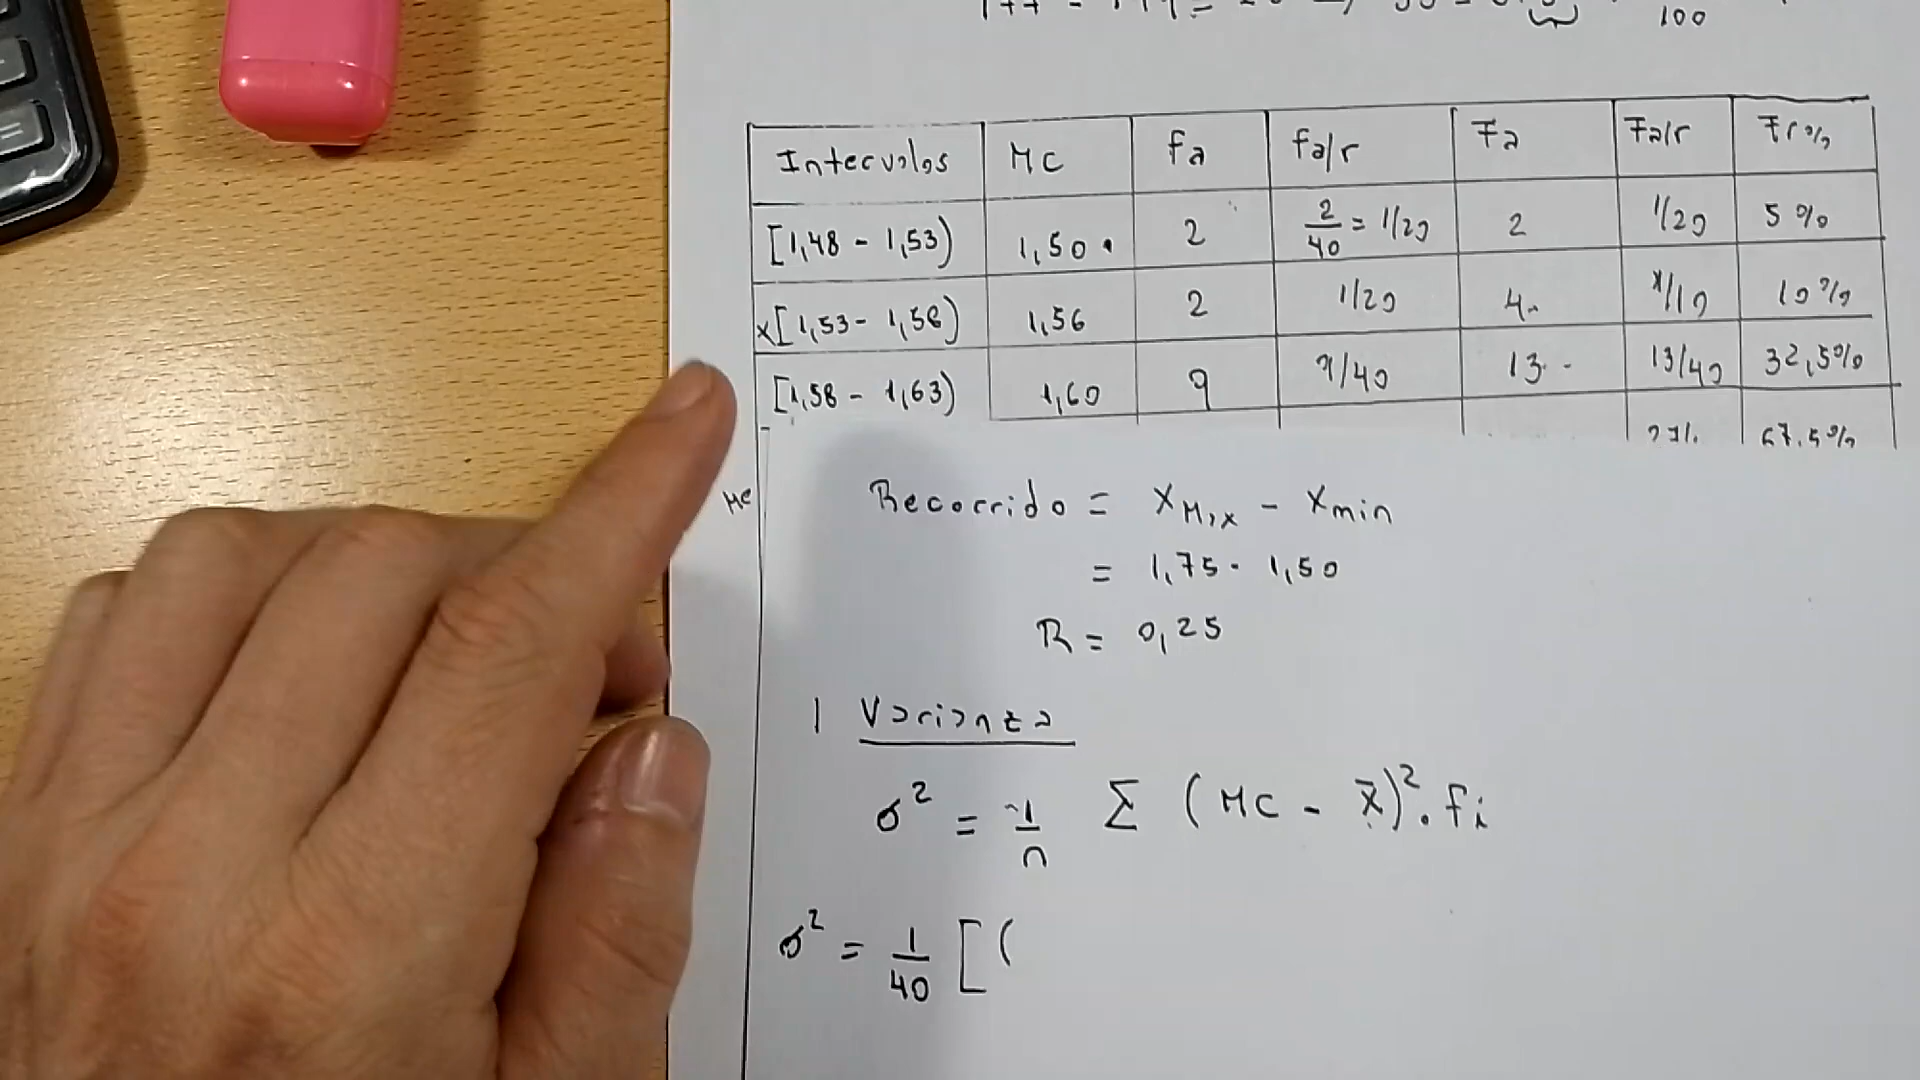 100
Intervalos MC fa fa/r Fa Fa/r Fr%
[1,48 - 1,53) 1,50 2 2/40 = 1/20 2 1/20 5%
x[1,53 - 1,58) 1,56 2 1/20 4 1/10 10%
[1,58 - 1,63) 1,60 9 9/40 13 13/40 32,5%
67,5%
Mc
Recorrido = XMax - Xmin
= 1,75 - 1,50
R = 0,25
1 Varianza
σ² = 1/n Σ (MC - x̄)². fi
σ² = 1/40 [(
=